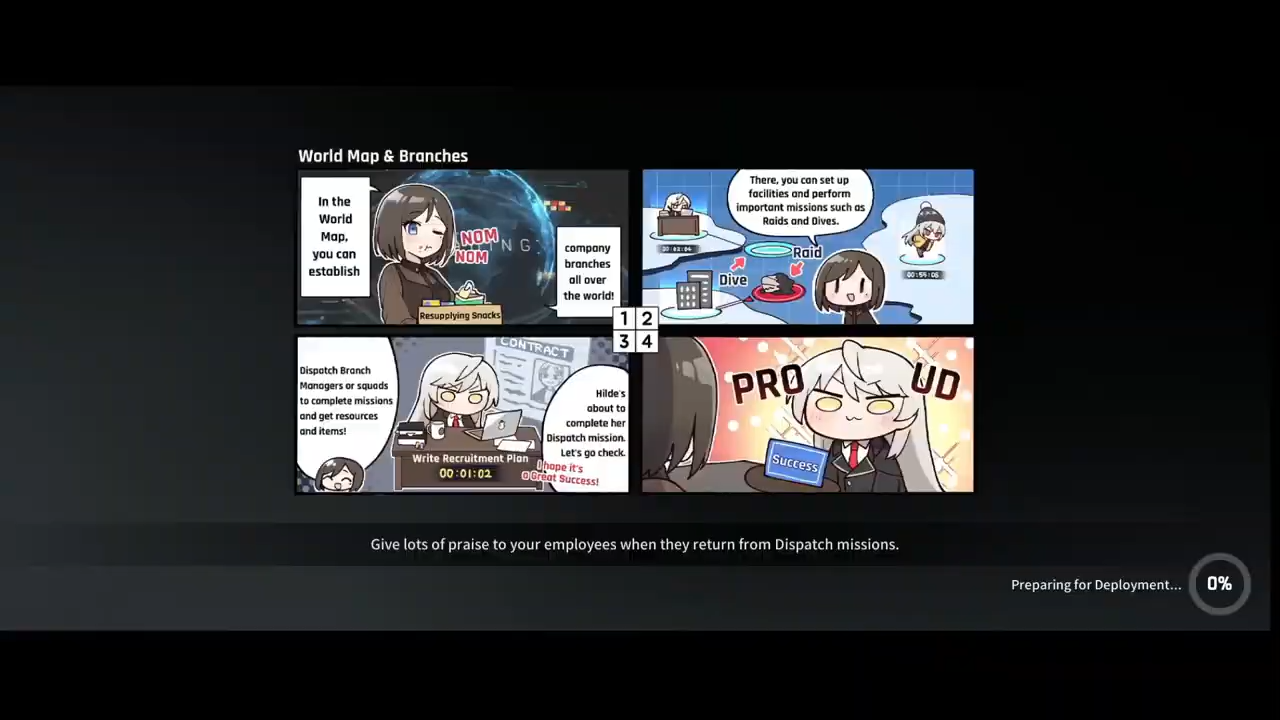 World Map & Branches
In the
World
Map,
you can
establish
NOM
NOM
company
branches
all over
the world!
Resupplying Snacks
There, you can set up
facilities and perform
important missions such as
Raids and Dives.
Raid
Dive
00:54:06
1 2
3 4
Dispatch Branch
Managers or squads
to complete missions
and get resources
and items!
CONTRACT
Hilde's
about to
complete her
Dispatch mission.
Let's go check.
I hope it's
a Great Success!
Write Recruitment Plan
00:01:02
PRO UD
Success
Give lots of praise to your employees when they return from Dispatch missions.
Preparing for Deployment... 0%